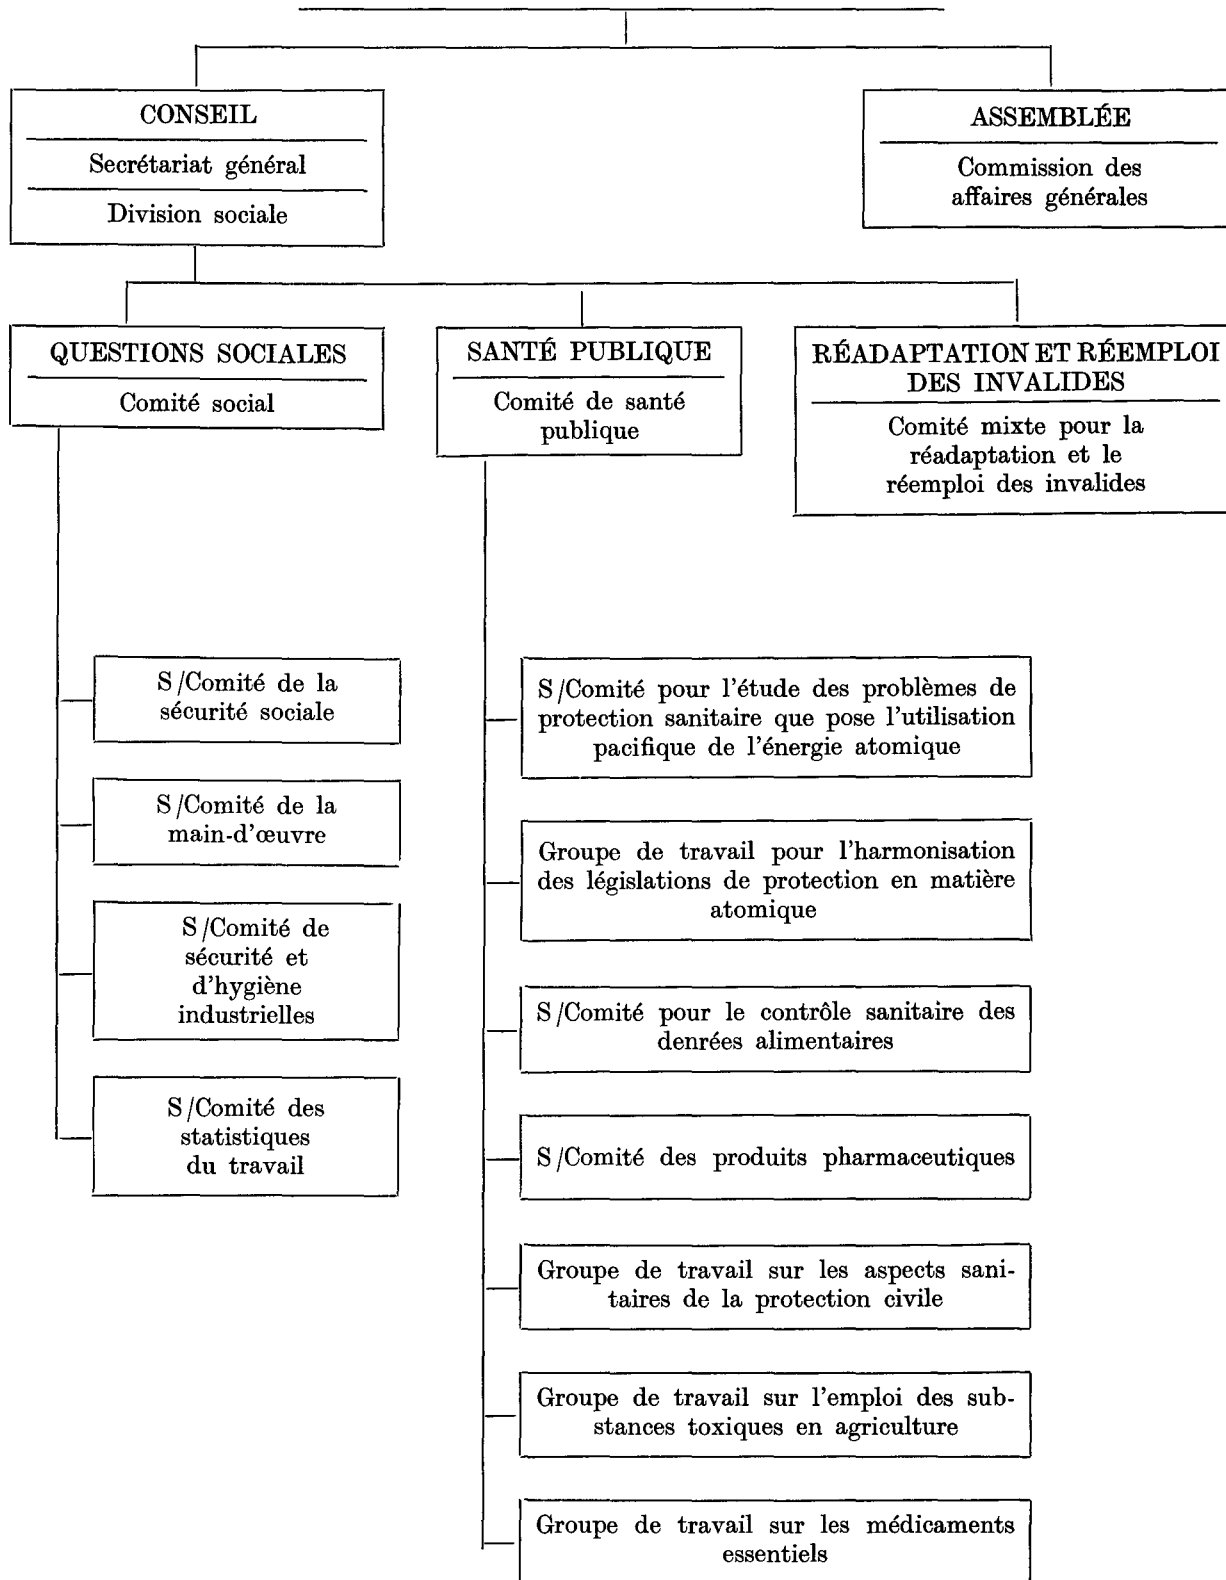 CONSEIL
Secrétariat général
Division sociale
ASSEMBLÉE
Commission des
affaires générales
QUESTIONS SOCIALES
Comité social
SANTÉ PUBLIQUE
Comité de santé
publique
RÉADAPTATION ET RÉEMPLOI
DES INVALIDES
Comité mixte pour la
réadaptation et le
réemploi des invalides
S/Comité de la
sécurité sociale
S/Comité de la
main-d'œuvre
S/Comité de
sécurité et
d'hygiène
industrielles
S/Comité des
statistiques
du travail
S/Comité pour l'étude des problèmes de
protection sanitaire que pose l'utilisation
pacifique de l'énergie atomique
Groupe de travail pour l'harmonisation
des législations de protection en matière
atomique
S/Comité pour le contrôle sanitaire des
denrées alimentaires
S/Comité des produits pharmaceutiques
Groupe de travail sur les aspects sani-
taires de la protection civile
Groupe de travail sur l'emploi des sub-
stances toxiques en agriculture
Groupe de travail sur les médicaments
essentiels